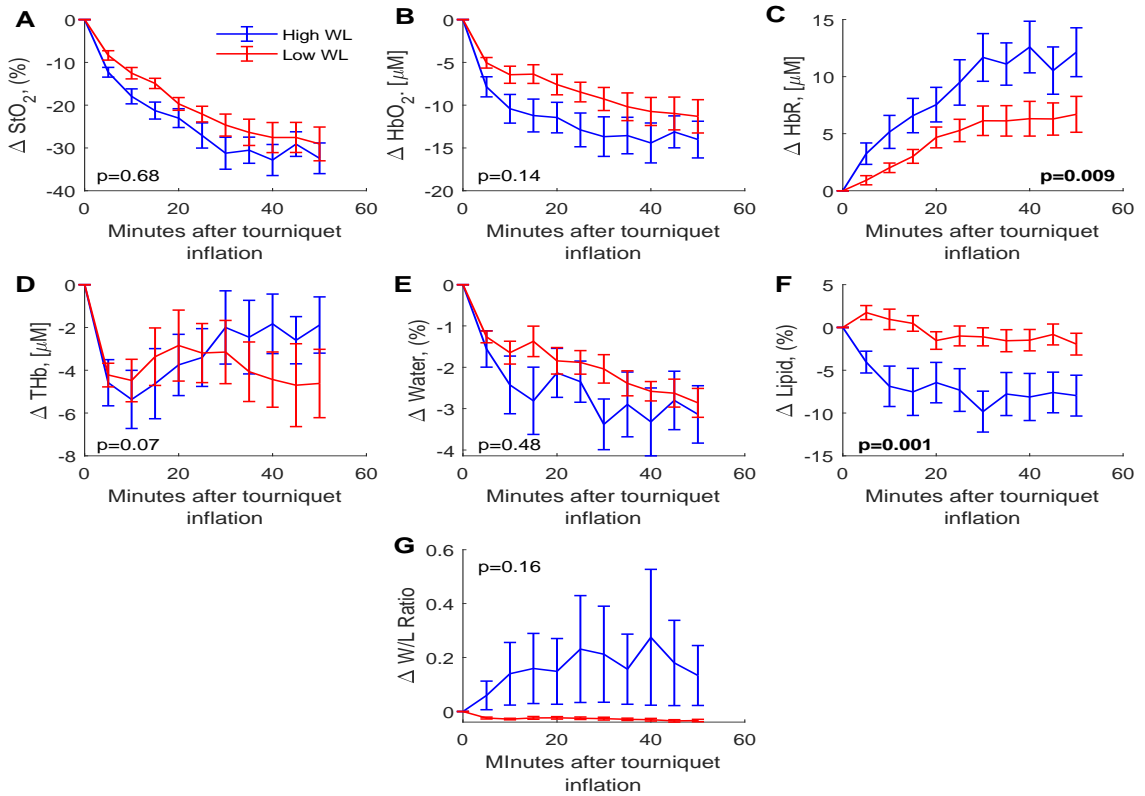 A
0
-10
-20
-30
-40
Δ StO2, (%)
High WL
Low WL
p=0.68
0 20 40 60
Minutes after tourniquet
inflation
B
0
-5
-10
-15
-20
Δ HbO2, [μM]
p=0.14
0 20 40 60
Minutes after tourniquet
inflation
C
15
10
5
0
Δ HbR, [μM]
p=0.009
0 20 40 60
Minutes after tourniquet
inflation
D
0
-2
-4
-6
-8
Δ THb, [μM]
p=0.07
0 20 40 60
Minutes after tourniquet
inflation
E
0
-1
-2
-3
-4
Δ Water, (%)
p=0.48
0 20 40 60
Minutes after tourniquet
inflation
F
5
0
-5
-10
-15
Δ Lipid, (%)
p=0.001
0 20 40 60
Minutes after tourniquet
inflation
G
0.6
0.4
0.2
0
Δ W/L Ratio
p=0.16
0 20 40 60
MInutes after tourniquet
inflation